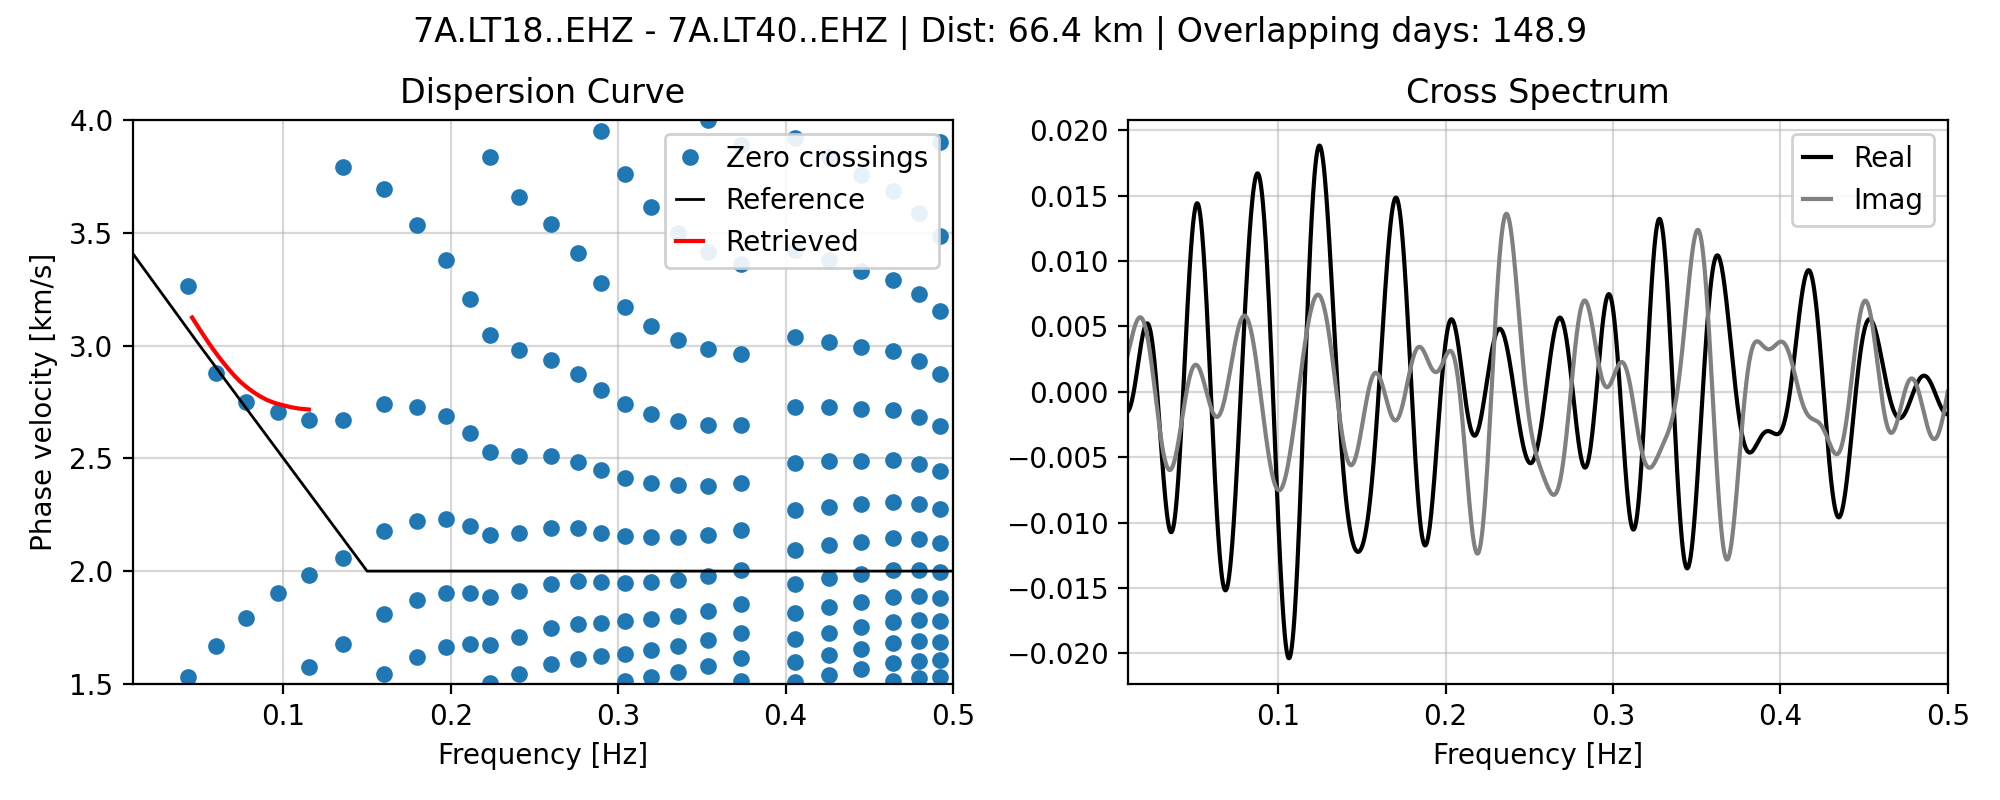 7A.LT18..EHZ - 7A.LT40..EHZ | Dist: 66.4 km | Overlapping days: 148.9
Dispersion Curve
4.0
3.5
3.0
2.5
2.0
1.5
Phase velocity [km/s]
0.1 0.2 0.3 0.4 0.5
Frequency [Hz]
Zero crossings
Reference
Retrieved
Cross Spectrum
0.020
0.015
0.010
0.005
0.000
−0.005
−0.010
−0.015
−0.020
0.1 0.2 0.3 0.4 0.5
Frequency [Hz]
Real
Imag